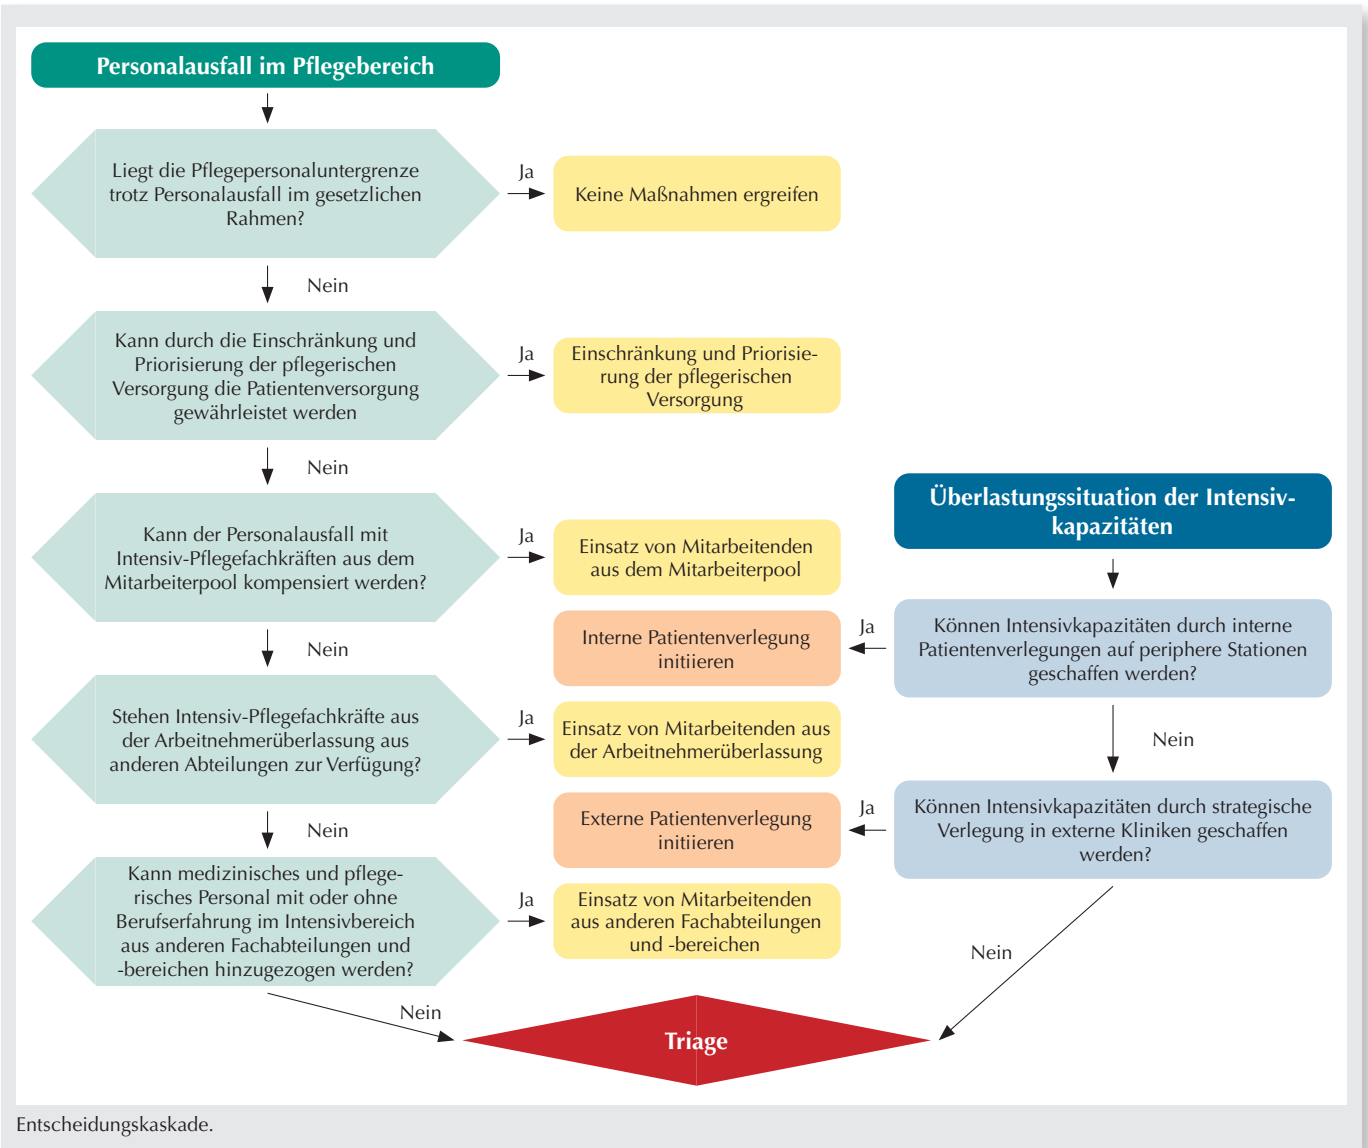 Personalausfall im Pflegebereich
Liegt die Pflegepersonaluntergrenze
trotz Personalausfall im gesetzlichen
Rahmen?
Ja
Keine Maßnahmen ergreifen
Nein
Kann durch die Einschränkung und
Priorisierung der pflegerischen
Versorgung die Patientenversorgung
gewährleistet werden
Ja
Einschränkung und Priorisie-
rung der pflegerischen
Versorgung
Nein
Kann der Personalausfall mit
Intensiv-Pflegefachkräften aus dem
Mitarbeiterpool kompensiert werden?
Ja
Einsatz von Mitarbeitenden
aus dem Mitarbeiterpool
Nein
Stehen Intensiv-Pflegefachkräfte aus
der Arbeitnehmerüberlassung aus
anderen Abteilungen zur Verfügung?
Ja
Einsatz von Mitarbeitenden aus
der Arbeitnehmerüberlassung
Nein
Kann medizinisches und pflege-
risches Personal mit oder ohne
Berufserfahrung im Intensivbereich
aus anderen Fachabteilungen und
-bereichen hinzugezogen werden?
Ja
Einsatz von Mitarbeitenden
aus anderen Fachabteilungen
und -bereichen
Nein
Überlastungssituation der Intensiv-
kapazitäten
Können Intensivkapazitäten durch interne
Patientenverlegungen auf periphere Stationen
geschaffen werden?
Ja
Interne Patientenverlegung
initiieren
Nein
Können Intensivkapazitäten durch strategische
Verlegung in externe Kliniken geschaffen
werden?
Ja
Externe Patientenverlegung
initiieren
Nein
Triage
Entscheidungskaskade.